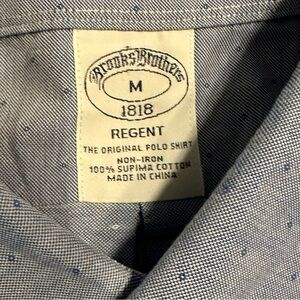 Brooks Brothers
M
1818
REGENT
THE ORIGINAL POLO SHIRT
NON-IRON
100% SUPIMA COTTON
MADE IN CHINA